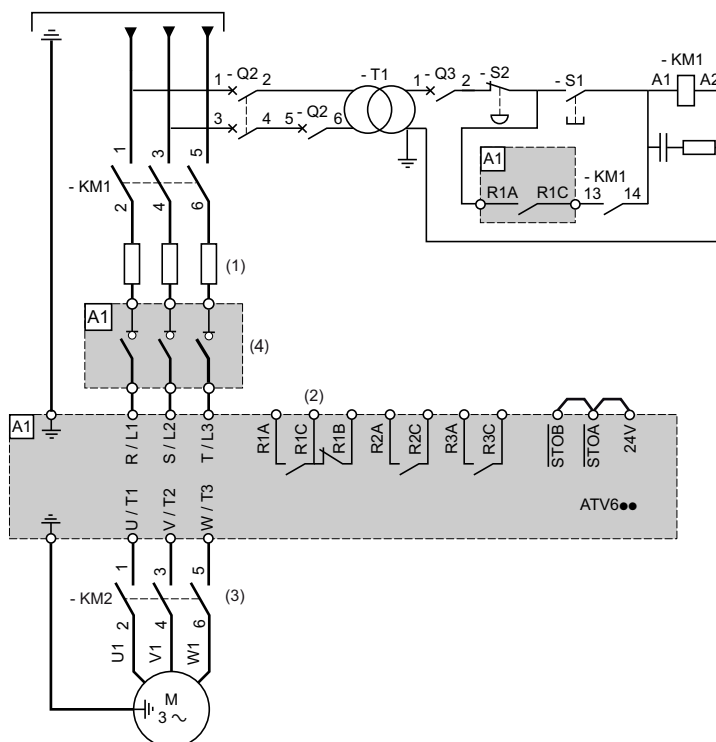 - Q2
1
2
- T1
1
- Q3
2
- S2
- S1
- KM1
A1
A2
3
4
5
- Q2
6
1
3
5
- KM1
2
4
6
A1
R1A
R1C
- KM1
13
14
(1)
A1
(4)
(2)
A1
R / L1
S / L2
T / L3
R1A
R1C
R1B
R2A
R2C
R3A
R3C
STOB
STOA
24V
U / T1
V / T2
W / T3
ATV6●●
1
3
5
- KM2
(3)
2
4
6
U1
V1
W1
M
3 ~